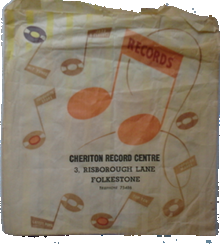 RECORDS
CHERITON RECORD CENTRE
3, RISBOROUGH LANE
FOLKESTONE